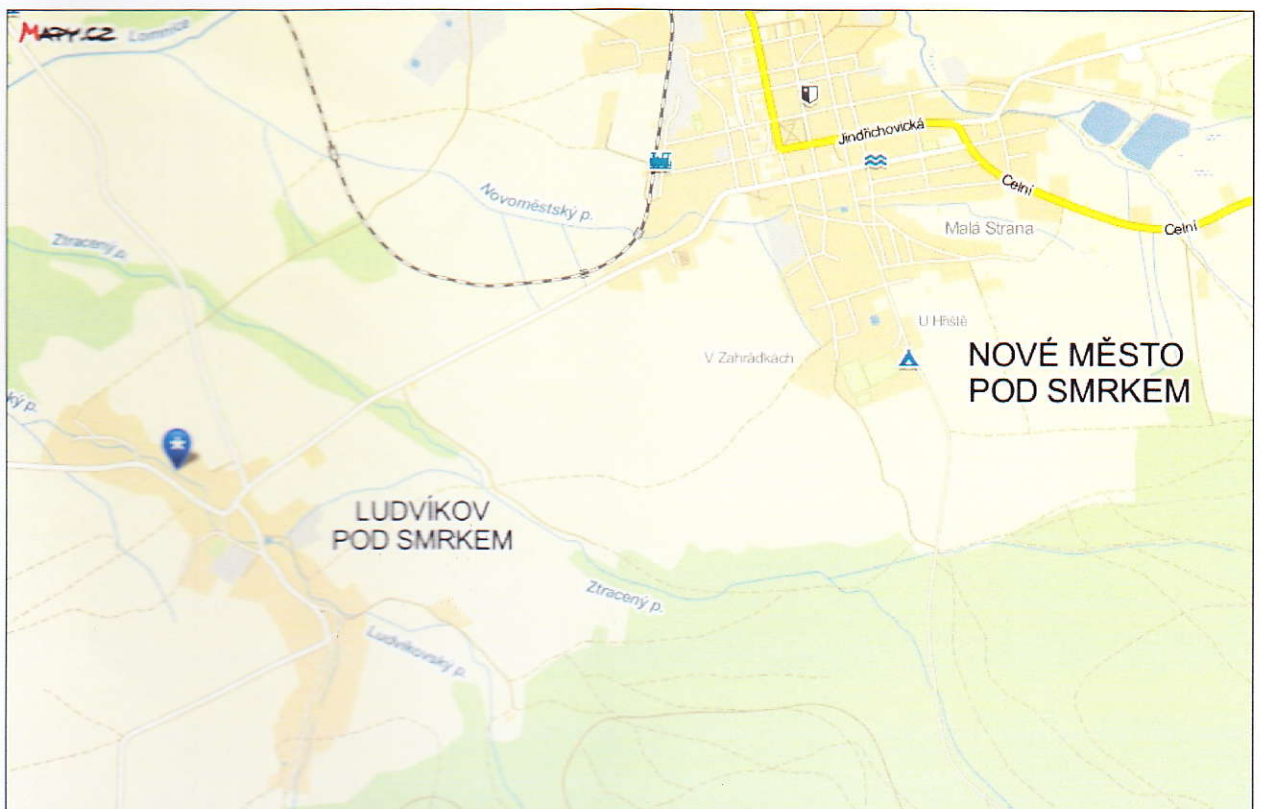 MAPY.CZ
Lomnice
Jindřichovická
Novoměstský p.
Celní
Malá Strana
Celní
Ztracený p.
U Hřiště
V Zahrádkách
NOVÉ MĚSTO
POD SMRKEM
ký p.
LUDVÍKOV
POD SMRKEM
Ztracený p.
Ludvíkovský p.